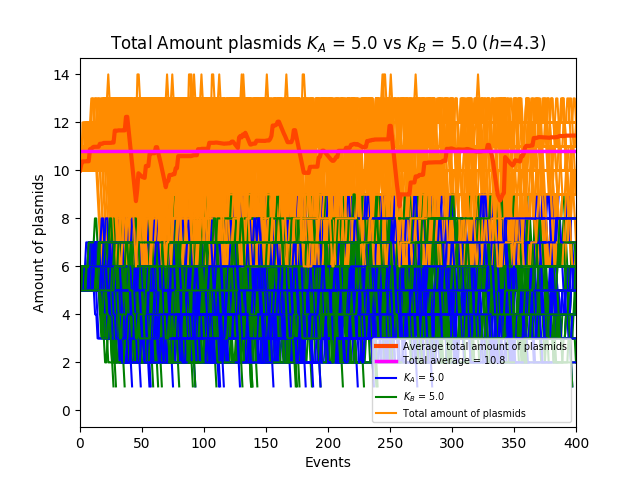 Total Amount plasmids K_A = 5.0 vs K_B = 5.0 (h=4.3)
14
12
10
8
6
4
2
0
Amount of plasmids
Average total amount of plasmids
Total average = 10.8
K_A = 5.0
K_B = 5.0
Total amount of plasmids
0 50 100 150 200 250 300 350 400
Events